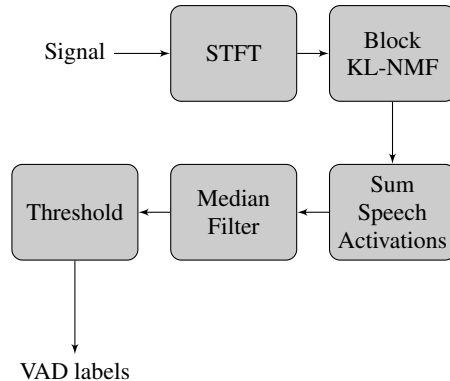 Signal
STFT
Block
KL-NMF
Threshold
Median
Filter
Sum
Speech
Activations
VAD labels